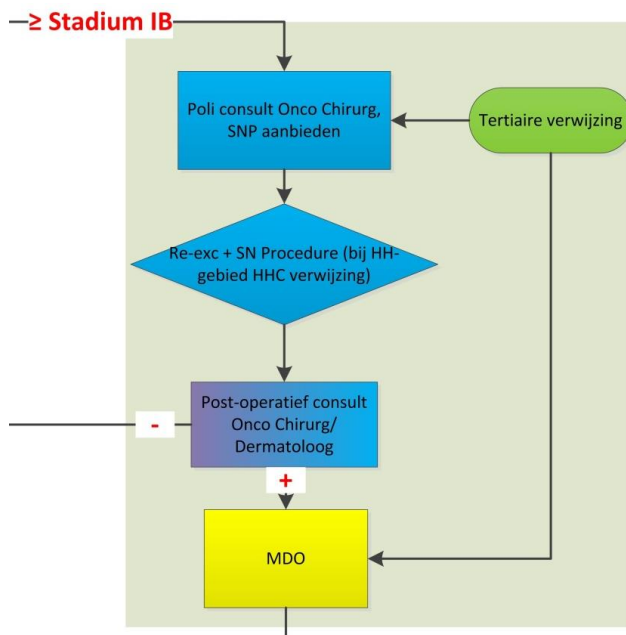 ≥ Stadium IB
Poli consult Onco Chirurg,
SNP aanbieden
Tertiaire verwijzing
Re-exc + SN Procedure (bij HH-
gebied HHC verwijzing)
Post-operatief consult
Onco Chirurg/
Dermatoloog
-
+
MDO